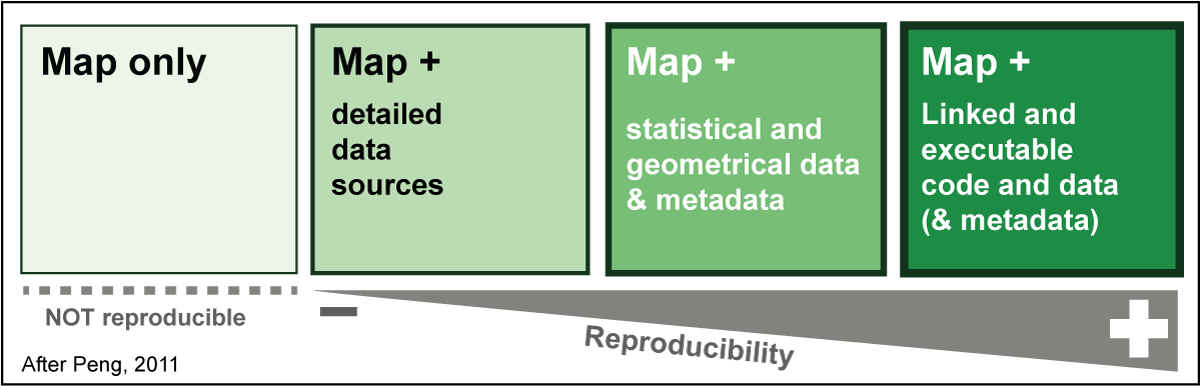 Map only
Map +
detailed
data
sources
Map +
statistical and
geometrical data
& metadata
Map +
Linked and
executable
code and data
(& metadata)
NOT reproducible
Reproducibility
After Peng, 2011